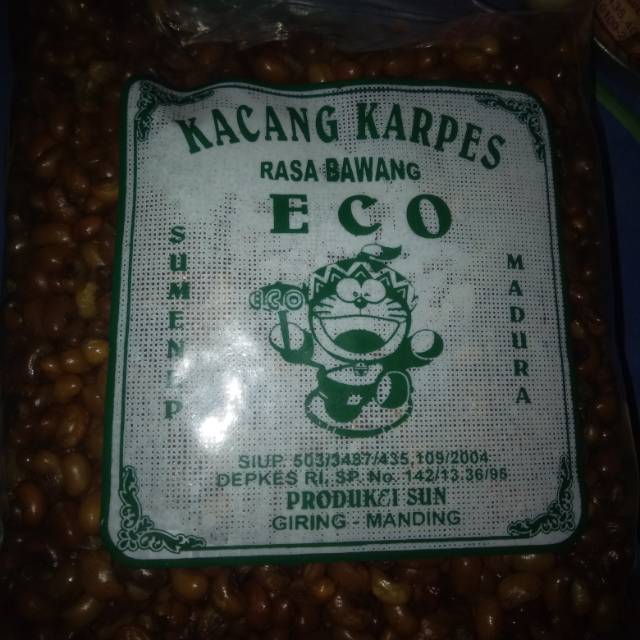 KACANG KARPES
RASA BAWANG
ECO
SUMENEP
MADURA
eco
SIUP. 503/3487/435.109/2004
DEPKES RI. SP. No. 142/13.36/96
PRODUKSI SUN
GIRING - MANDING